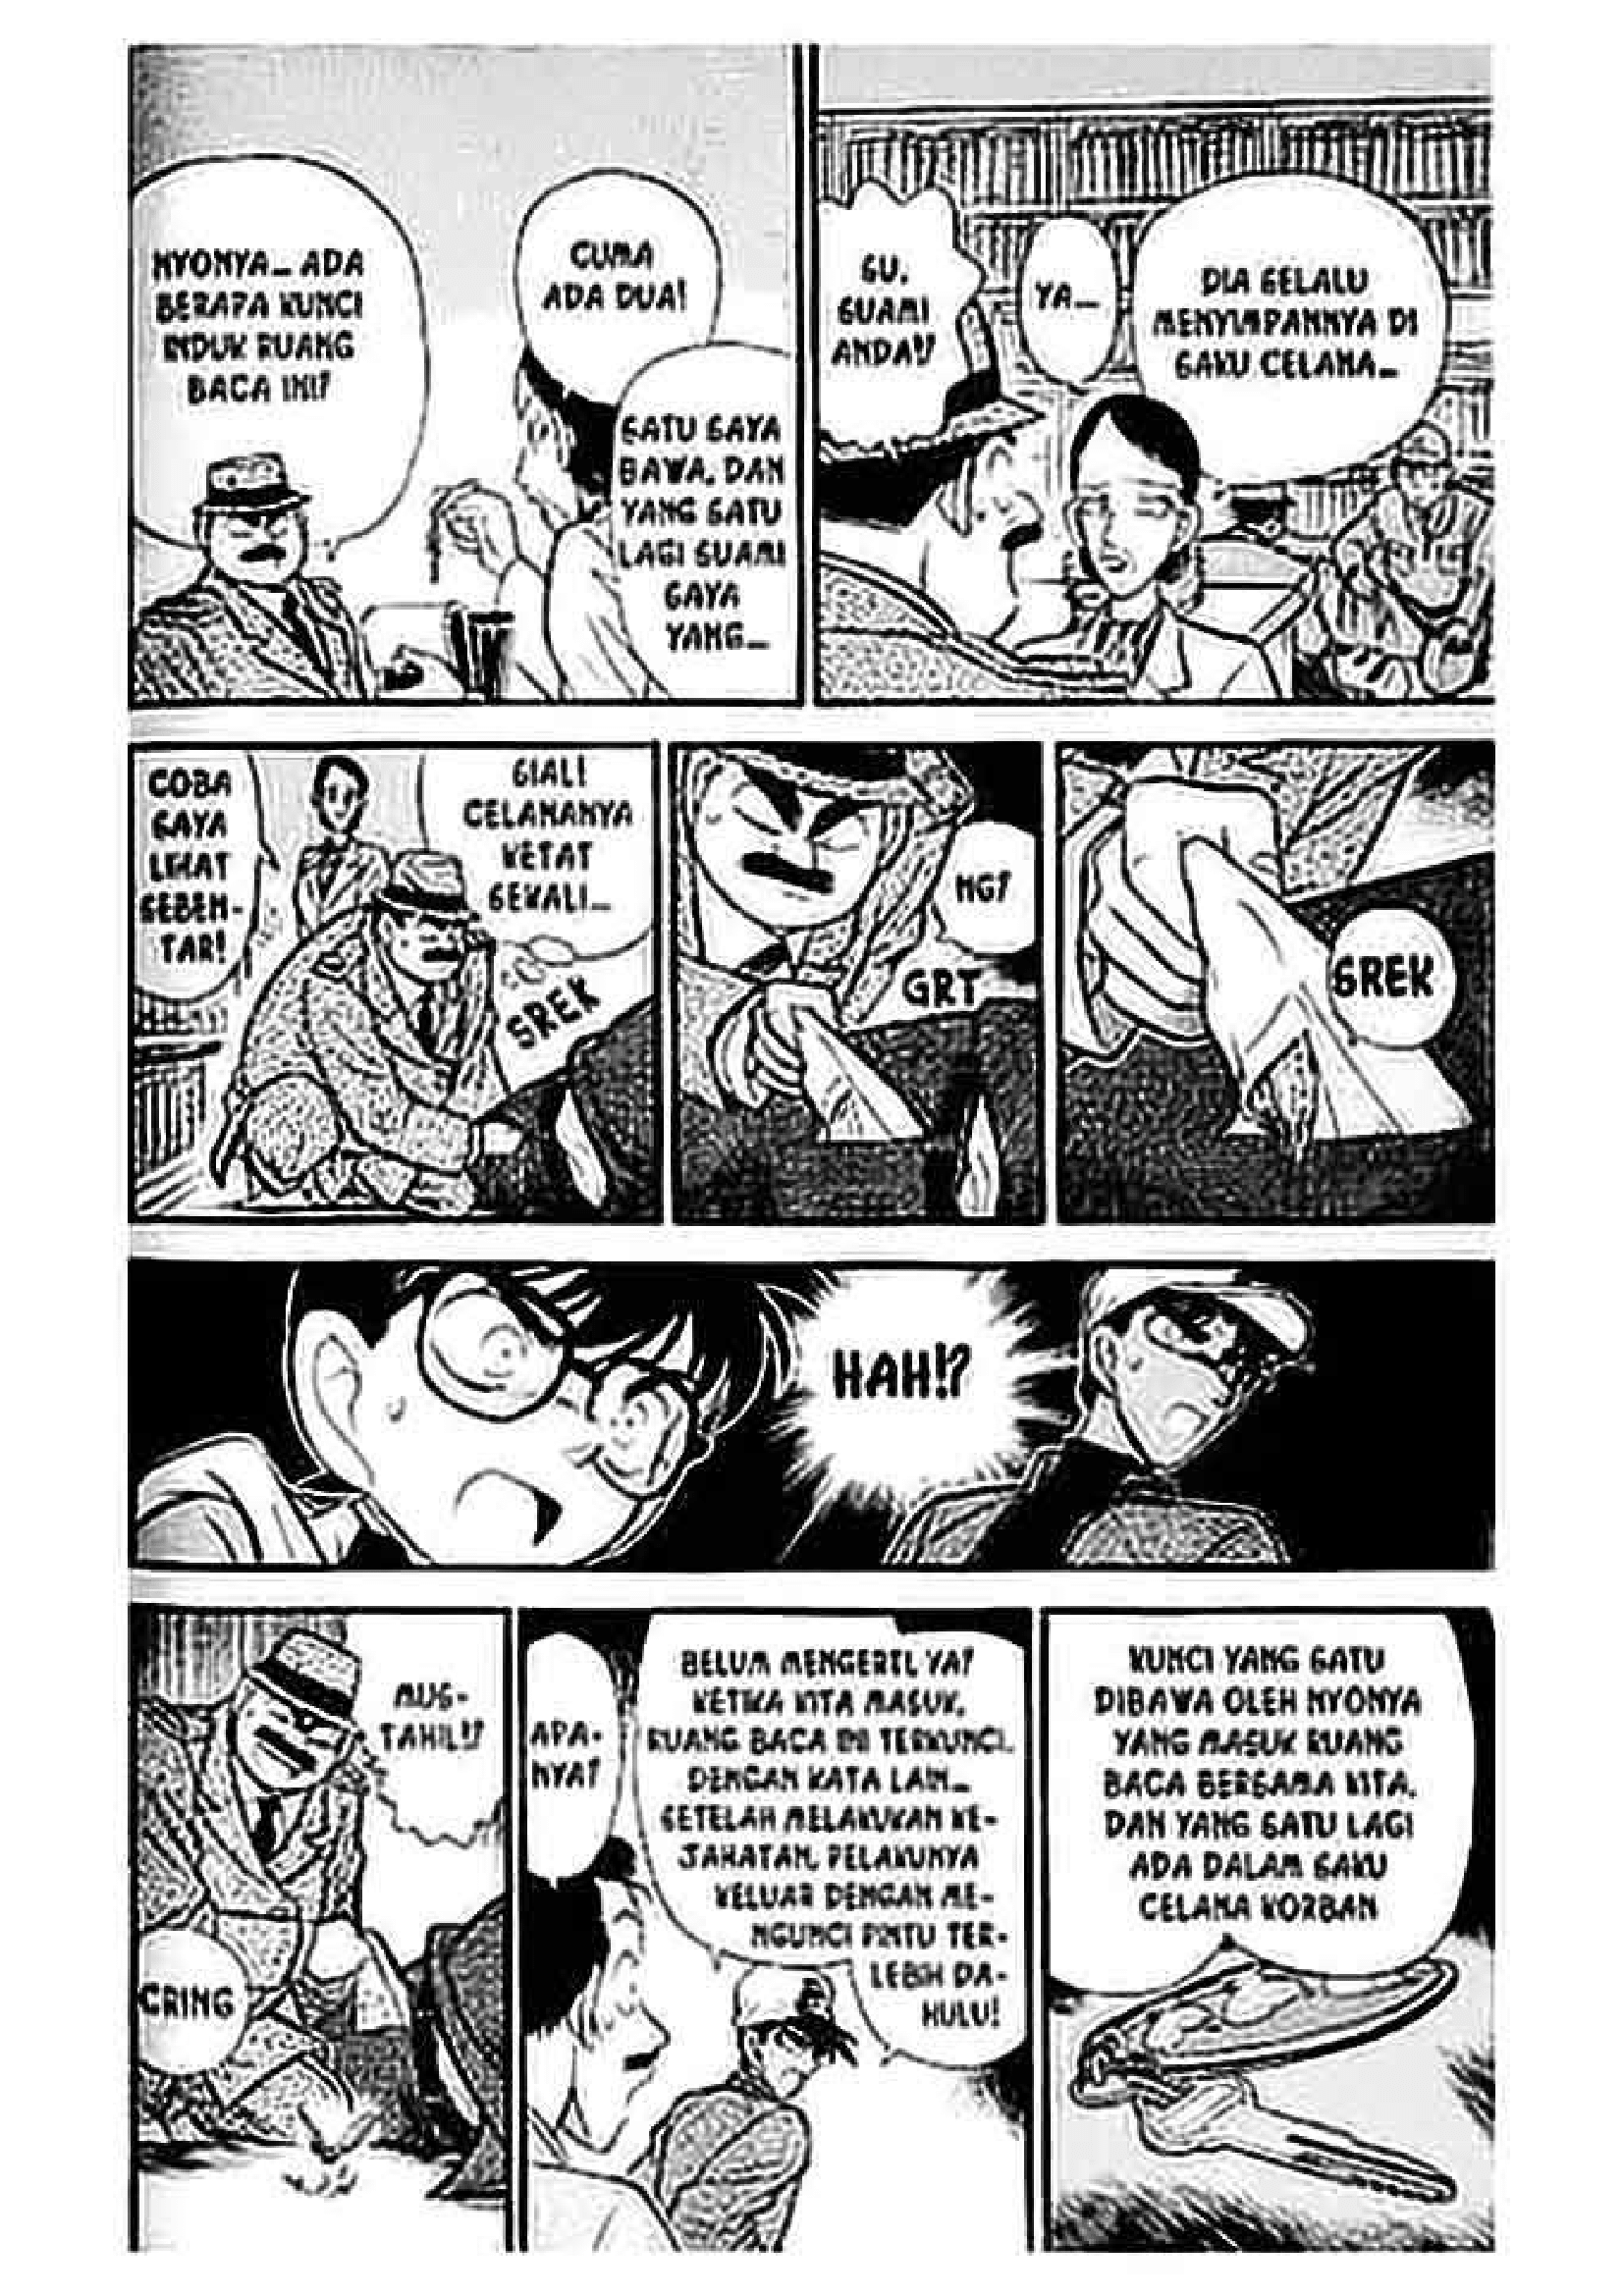 NYONYA... ADA
BERAPA KUNCI
INDUK RUANG
BACA INI?
CUMA
ADA DUA!
SATU SAYA
BAWA, DAN
YANG SATU
LAGI SUAMI
SAYA
YANG...
SU,
SUAMI
ANDA!?
YA...
DIA SELALU
MENYIMPANNYA DI
SAKU CELANA...
COBA
SAYA
LIHAT
SEBEN-
TAR!
SIAL!
CELANANYA
KETAT
SEKALI...
SREK
NG?
GRT
SREK
HAH!?
MUS-
TAHIL!?
CRING
APA-
NYA?
BELUM MENGERTI, YA?
KETIKA KITA MASUK,
RUANG BACA INI TERKUNCI.
DENGAN KATA LAIN...
SETELAH MELAKUKAN KE-
JAHATAN, PELAKUNYA
KELUAR DENGAN ME-
NGUNCI PINTU TER-
LEBIH DA-
HULU!
KUNCI YANG SATU
DIBAWA OLEH NYONYA
YANG MASUK RUANG
BACA BERSAMA KITA,
DAN YANG SATU LAGI
ADA DALAM SAKU
CELANA KORBAN